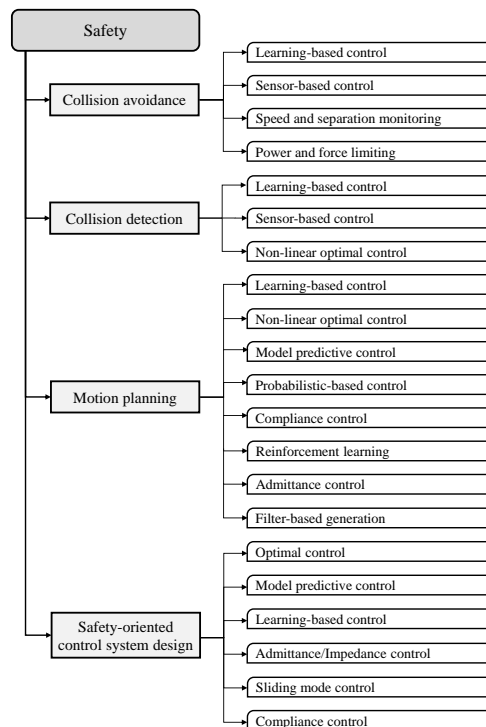 Safety
Collision avoidance
Learning-based control
Sensor-based control
Speed and separation monitoring
Power and force limiting
Collision detection
Learning-based control
Sensor-based control
Non-linear optimal control
Motion planning
Learning-based control
Non-linear optimal control
Model predictive control
Probabilistic-based control
Compliance control
Reinforcement learning
Admittance control
Filter-based generation
Safety-oriented
control system design
Optimal control
Model predictive control
Learning-based control
Admittance/Impedance control
Sliding mode control
Compliance control